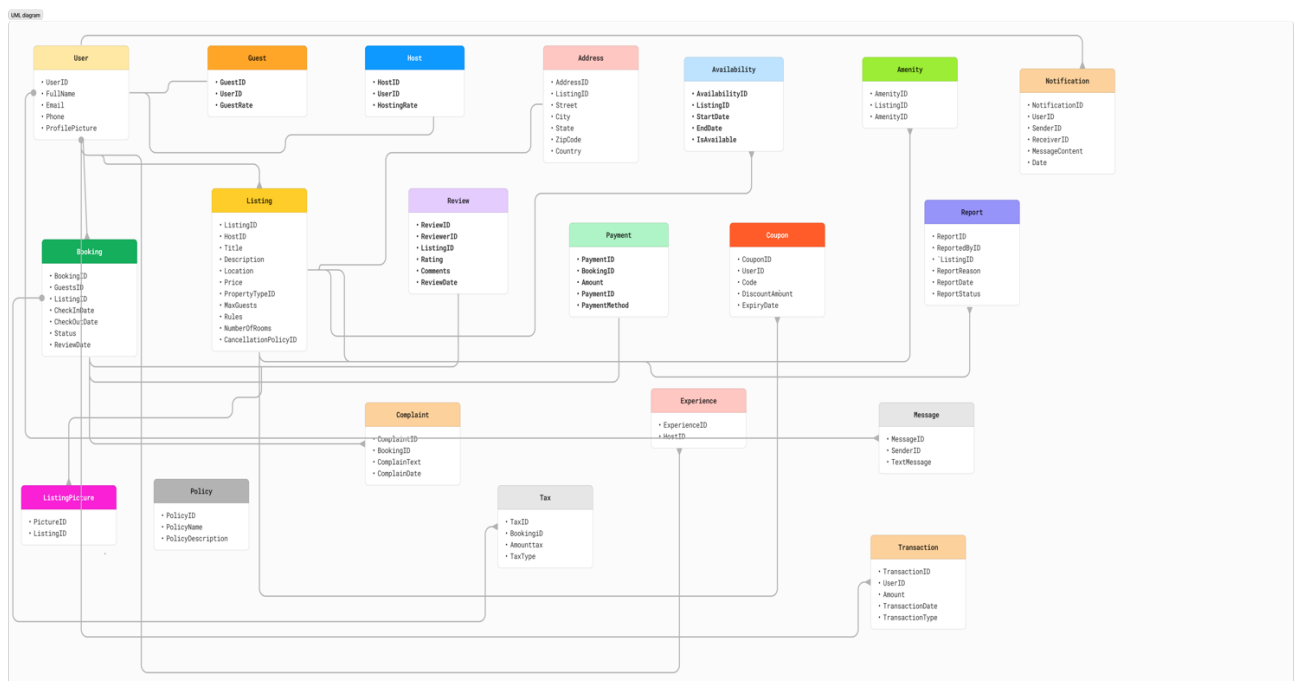 UML diagram
User
• UserID
• FullName
• Email
• Phone
• ProfilePicture
Guest
• GuestID
• UserID
• GuestRate
Host
• HostID
• UserID
• HostingRate
Address
• AddressID
• ListingID
• Street
• City
• State
• ZipCode
• Country
Availability
• AvailabilityID
• ListingID
• StartDate
• EndDate
• IsAvailable
Amenity
• AmenityID
• ListingID
• AmenityID
Notification
• NotificationID
• UserID
• SenderID
• ReceiverID
• MessageContent
• Date
Listing
• ListingID
• HostID
• Title
• Description
• Location
• Price
• PropertyTypeID
• MaxGuests
• Rules
• NumberOfRooms
• CancellationPolicyID
Review
• ReviewID
• ReviewerID
• ListingID
• Rating
• Comments
• ReviewDate
Booking
• BookingID
• GuestsID
• ListingID
• CheckInDate
• CheckOutDate
• Status
• ReviewDate
Payment
• PaymentID
• BookingID
• Amount
• PaymentID
• PaymentMethod
Coupon
• CouponID
• UserID
• Code
• DiscountAmount
• ExpiryDate
Report
• ReportID
• ReportedByID
• `ListingID
• ReportReason
• ReportDate
• ReportStatus
Complaint
• ComplaintID
• BookingID
• ComplainText
• ComplainDate
Experience
• ExperienceID
• HostID
Message
• MessageID
• SenderID
• TextMessage
ListingPicture
• PictureID
• ListingID
Policy
• PolicyID
• PolicyName
• PolicyDescription
Tax
• TaxID
• BookingiD
• Amounttax
• TaxType
Transaction
• TransactionID
• UserID
• Amount
• TransactionDate
• TransactionType